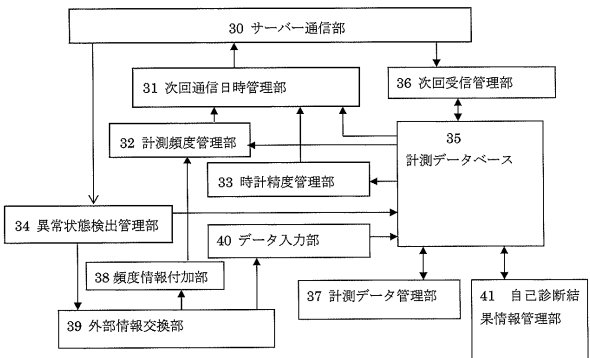 30 サーバー通信部
31 次回通信日時管理部
36 次回受信管理部
32 計測頻度管理部
35
計測データベース
33 時計精度管理部
34 異常状態検出管理部
40 データ入力部
38 頻度情報付加部
37 計測データ管理部
41 自己診断結
果情報管理部
39 外部情報交換部